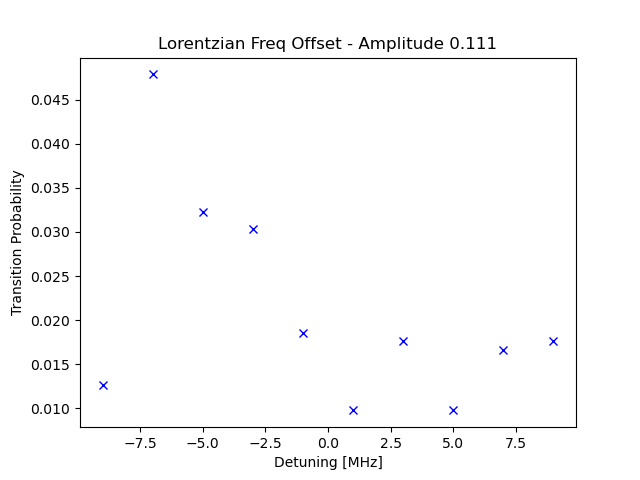 Lorentzian Freq Offset - Amplitude 0.111
Transition Probability
0.045
0.040
0.035
0.030
0.025
0.020
0.015
0.010
−7.5 −5.0 −2.5 0.0 2.5 5.0 7.5
Detuning [MHz]